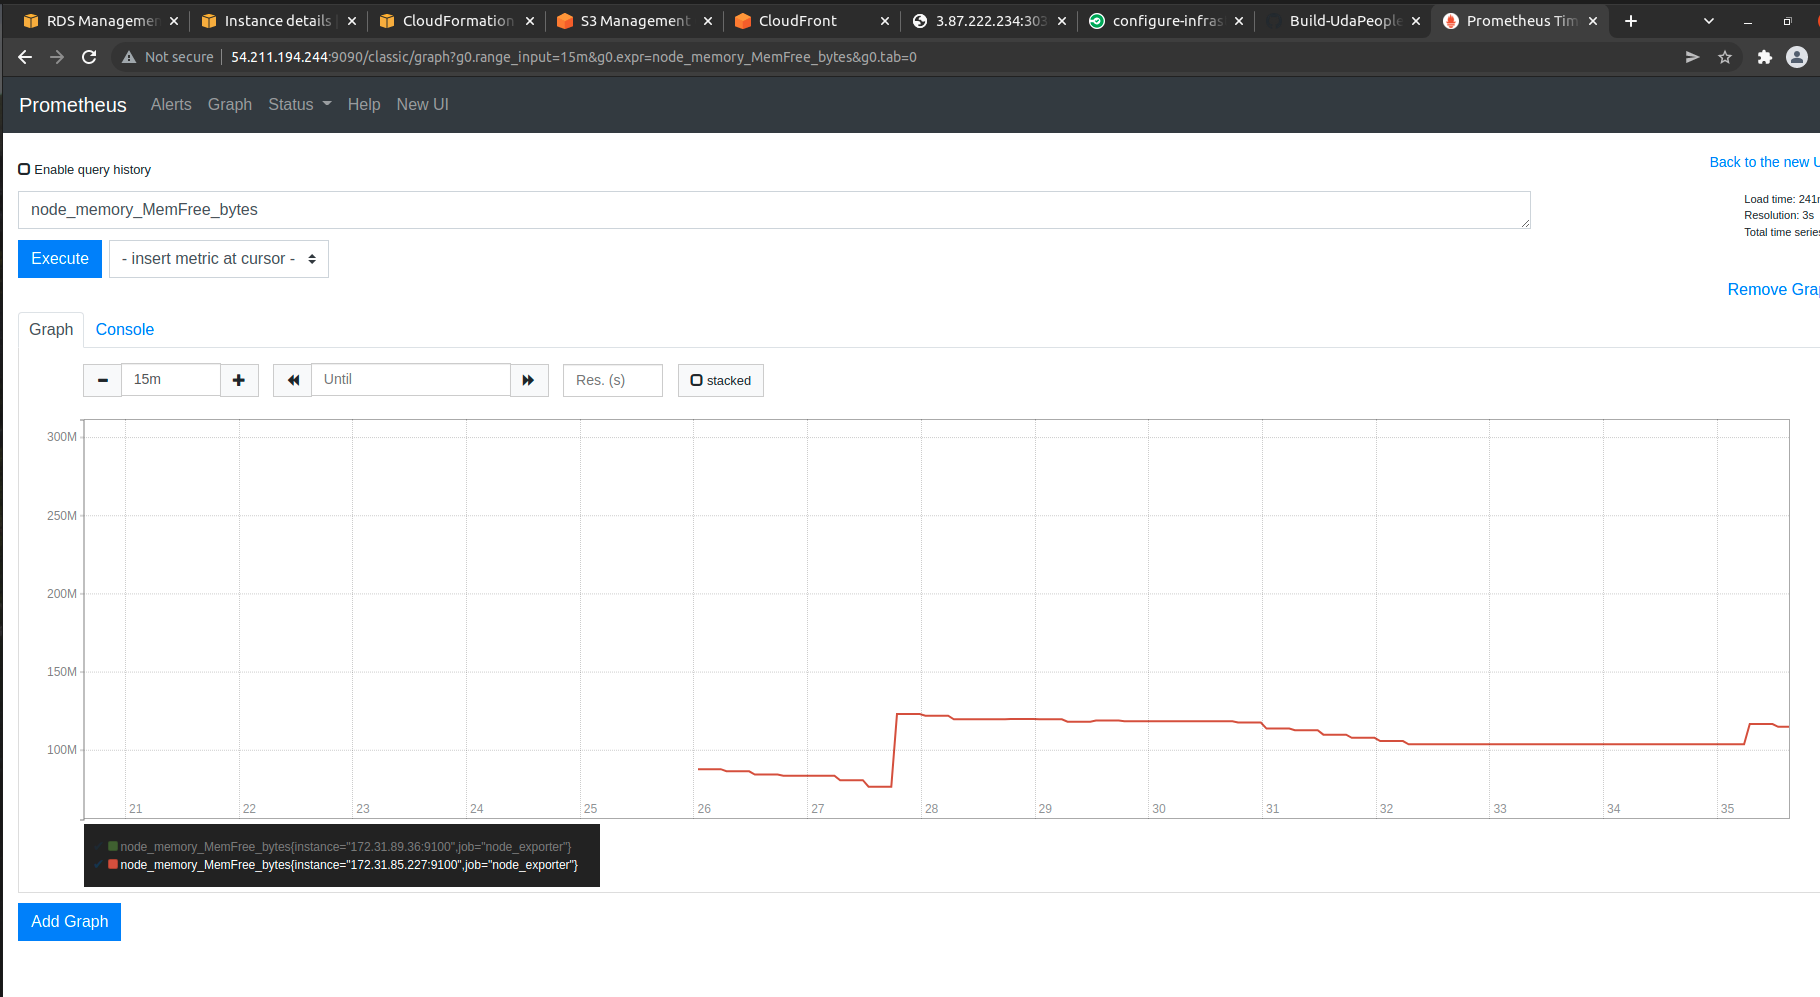 RDS Managemen
Instance details
CloudFormation
S3 Management
CloudFront
3.87.222.234:303
configure-infras
Build-UdaPeople
Prometheus Tim
Not secure
54.211.194.244:9090/classic/graph?g0.range_input=15m&g0.expr=node_memory_MemFree_bytes&g0.tab=0
Prometheus Alerts Graph Status Help New UI
Enable query history
Back to the new U
node_memory_MemFree_bytes
Load time: 241m
Resolution: 3s
Total time series
Execute
- insert metric at cursor -
Remove Gra
Graph Console
15m
Until
Res. (s)
stacked
300M
250M
200M
150M
100M
21 22 23 24 25 26 27 28 29 30 31 32 33 34 35
node_memory_MemFree_bytes{instance="172.31.89.36:9100",job="node_exporter"}
node_memory_MemFree_bytes{instance="172.31.85.227:9100",job="node_exporter"}
Add Graph